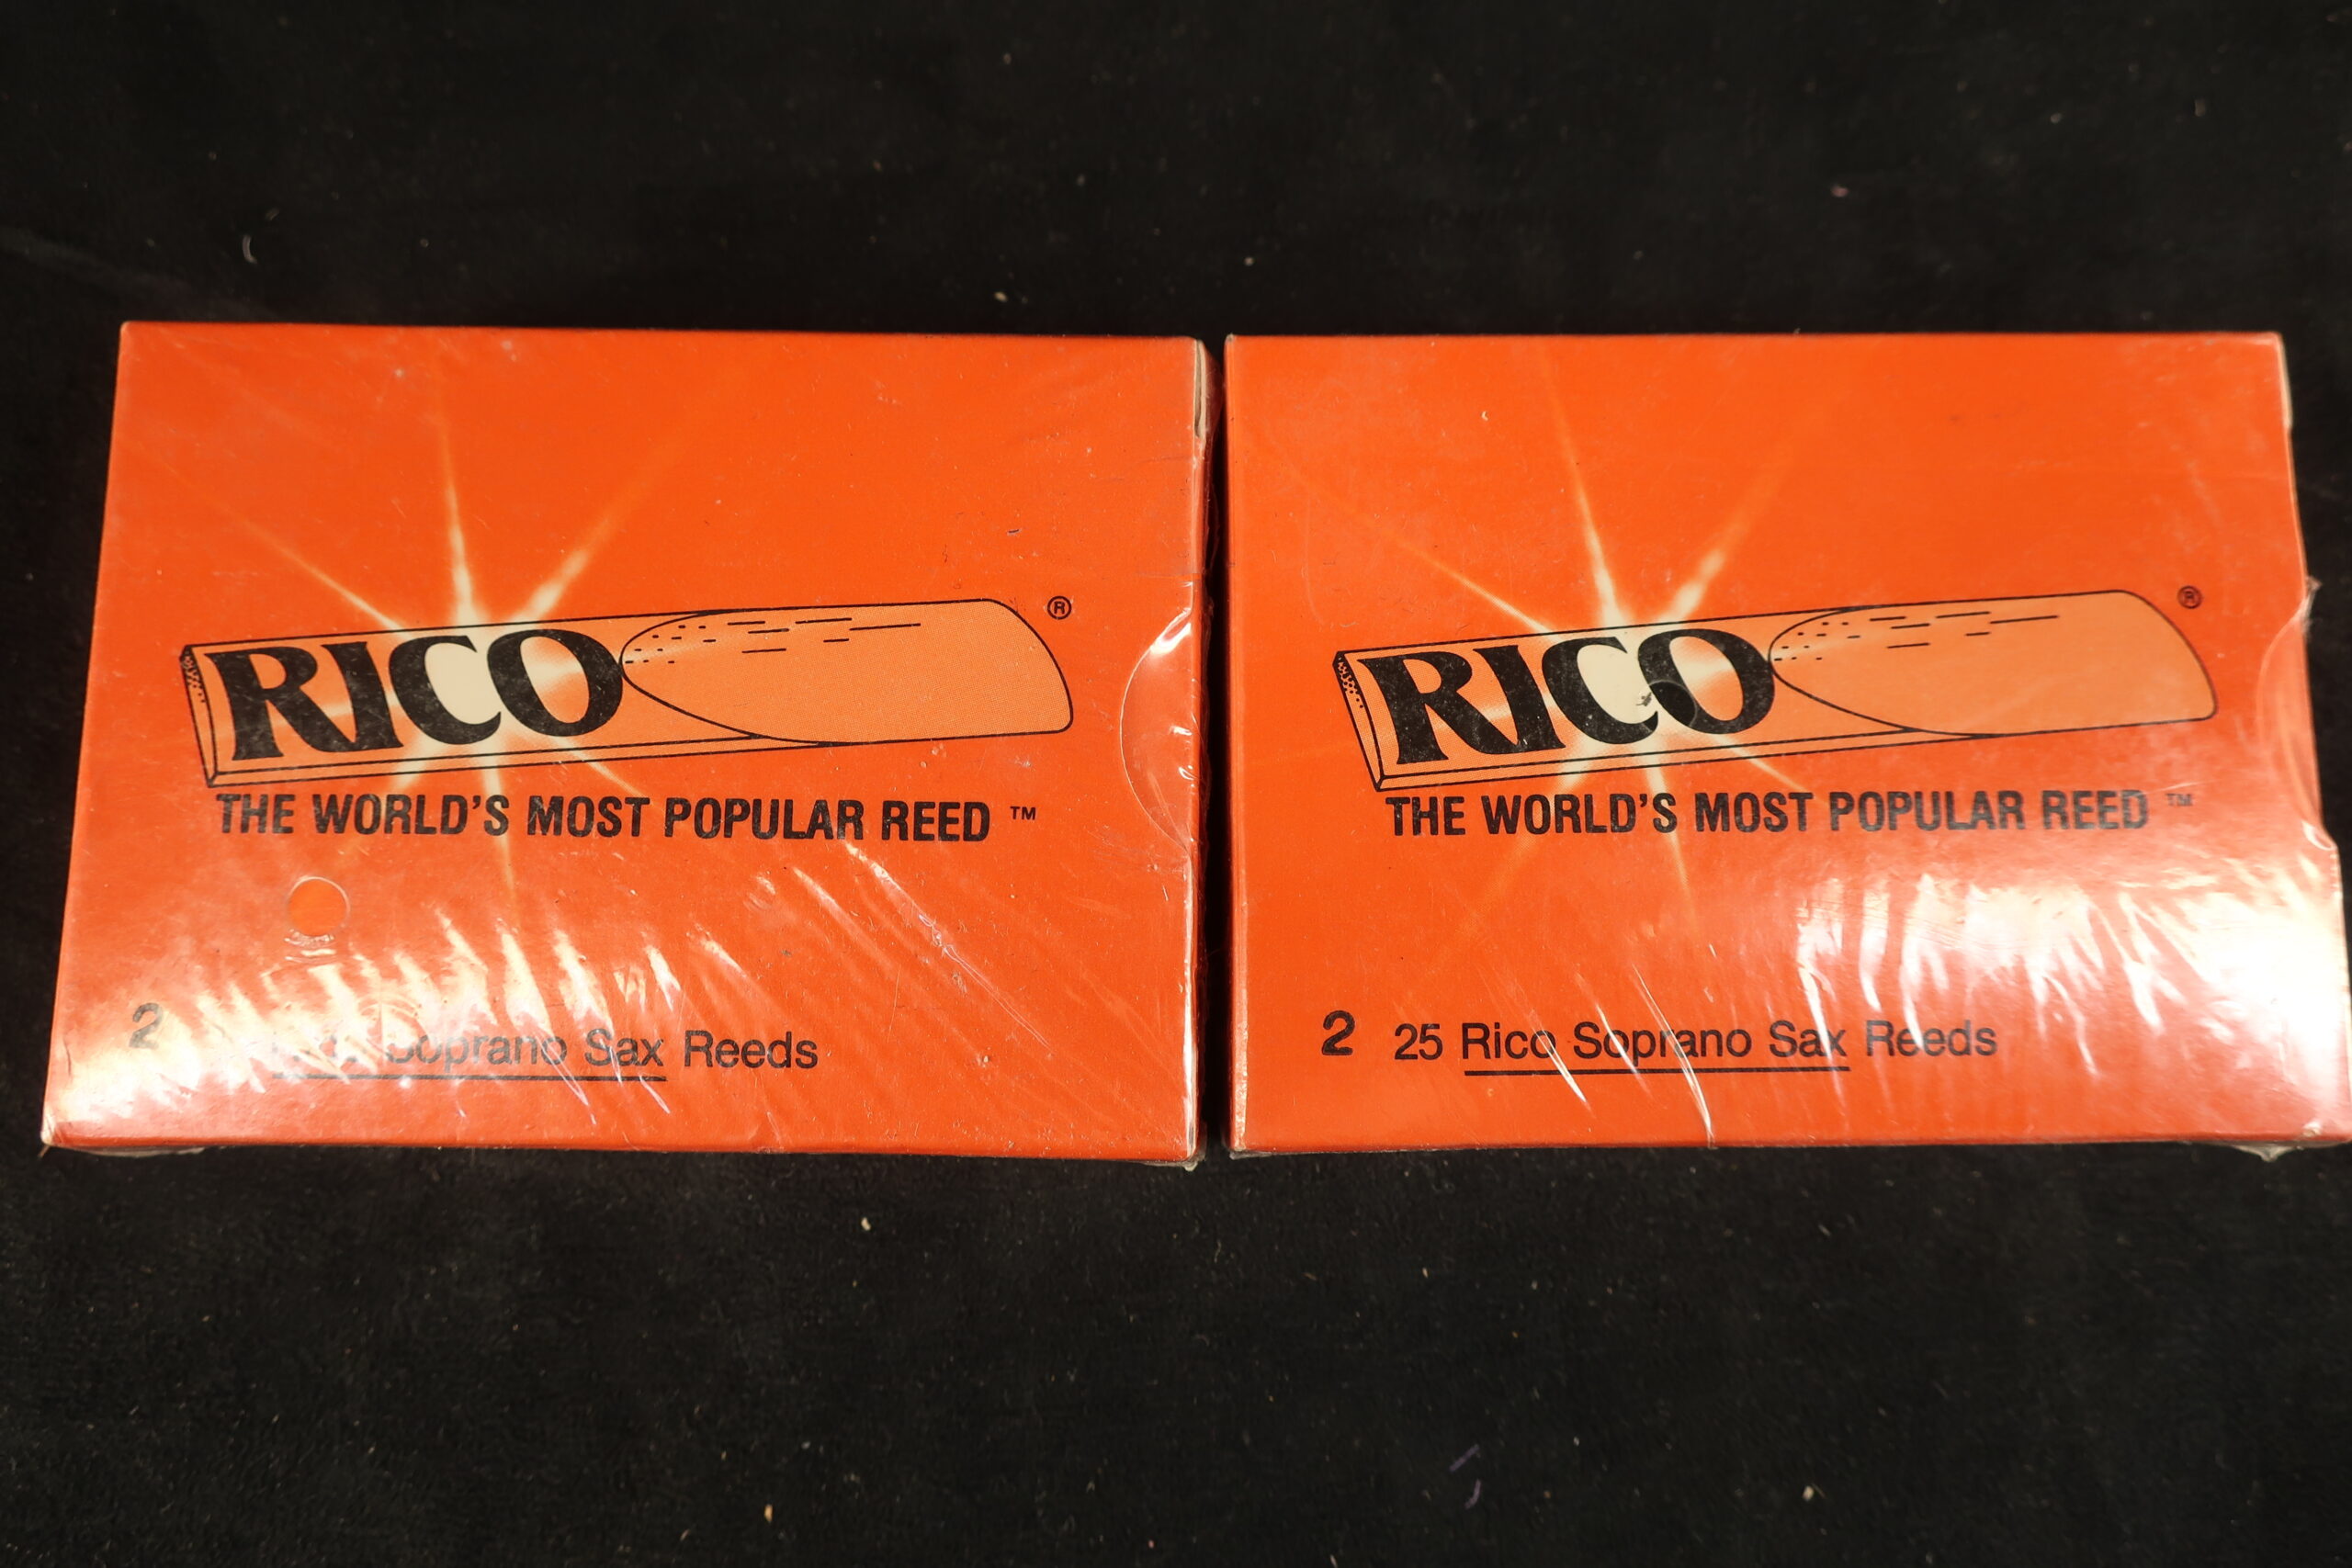 RICO ®
THE WORLD'S MOST POPULAR REED ™
2 Soprano Sax Reeds
RICO ®
THE WORLD'S MOST POPULAR REED ™
2 25 Rico Soprano Sax Reeds